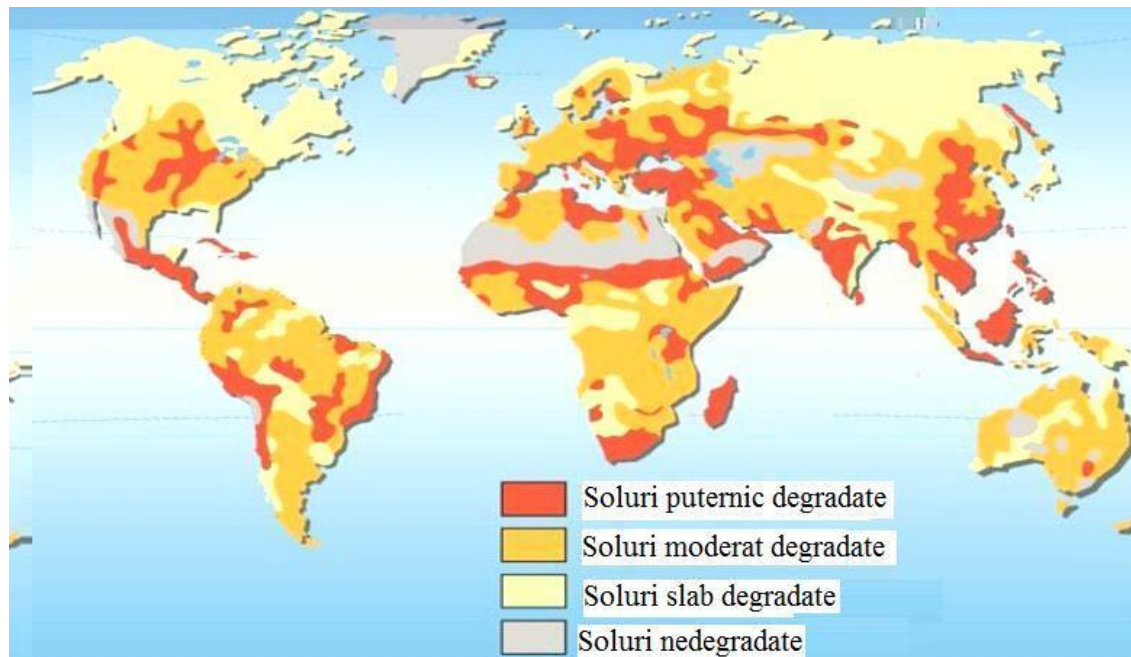 Soluri puternic degradate
Soluri moderat degradate
Soluri slab degradate
Soluri nedegradate